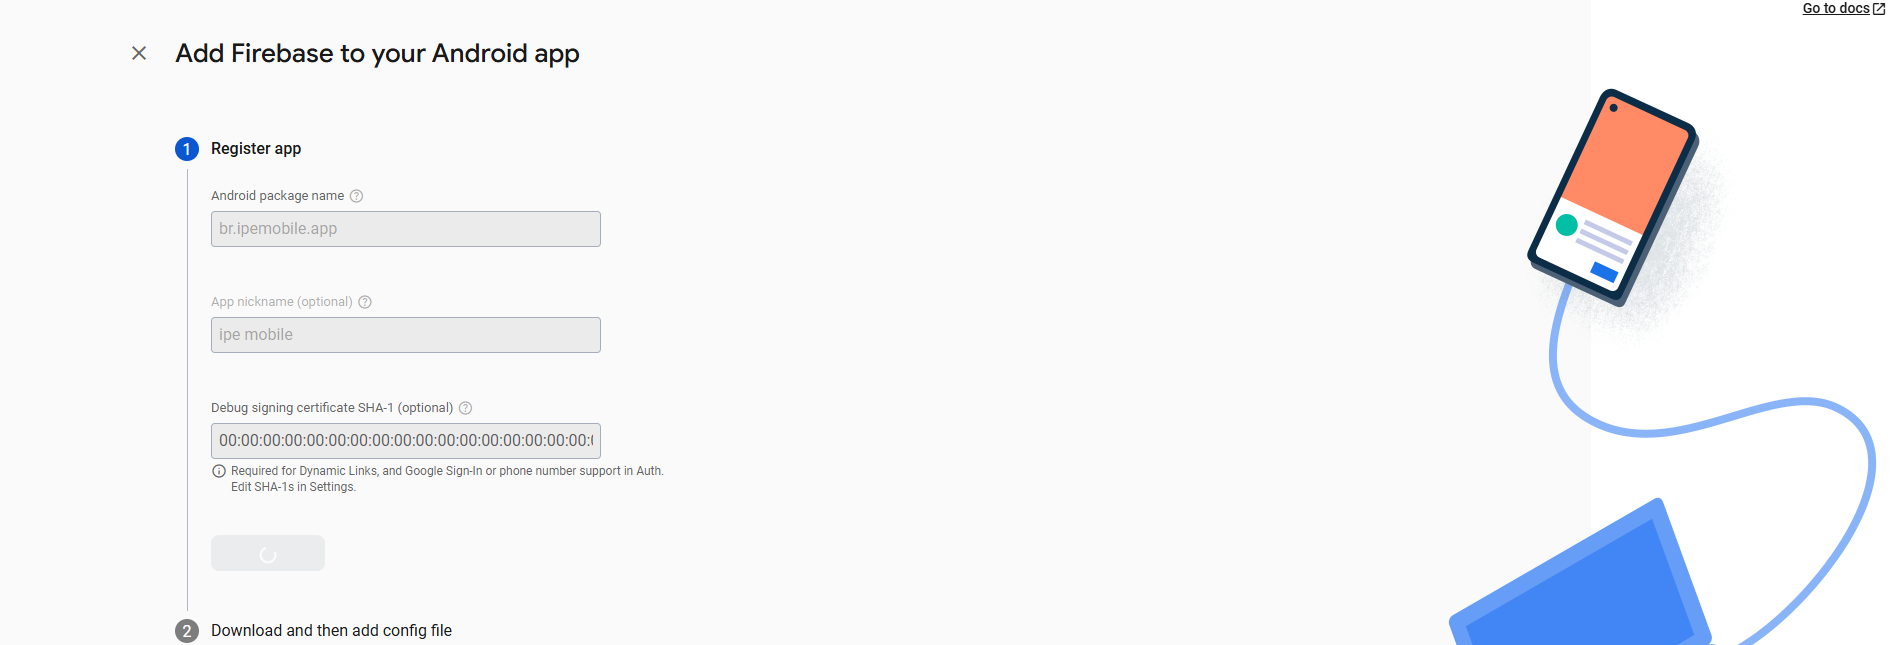 Go to docs
Add Firebase to your Android app
1 Register app
Android package name
br.ipemobile.app
App nickname (optional)
ipe mobile
Debug signing certificate SHA-1 (optional)
00:00:00:00:00:00:00:00:00:00:00:00:00:00:00:00:00:
Required for Dynamic Links, and Google Sign-In or phone number support in Auth.
Edit SHA-1s in Settings.
2 Download and then add config file